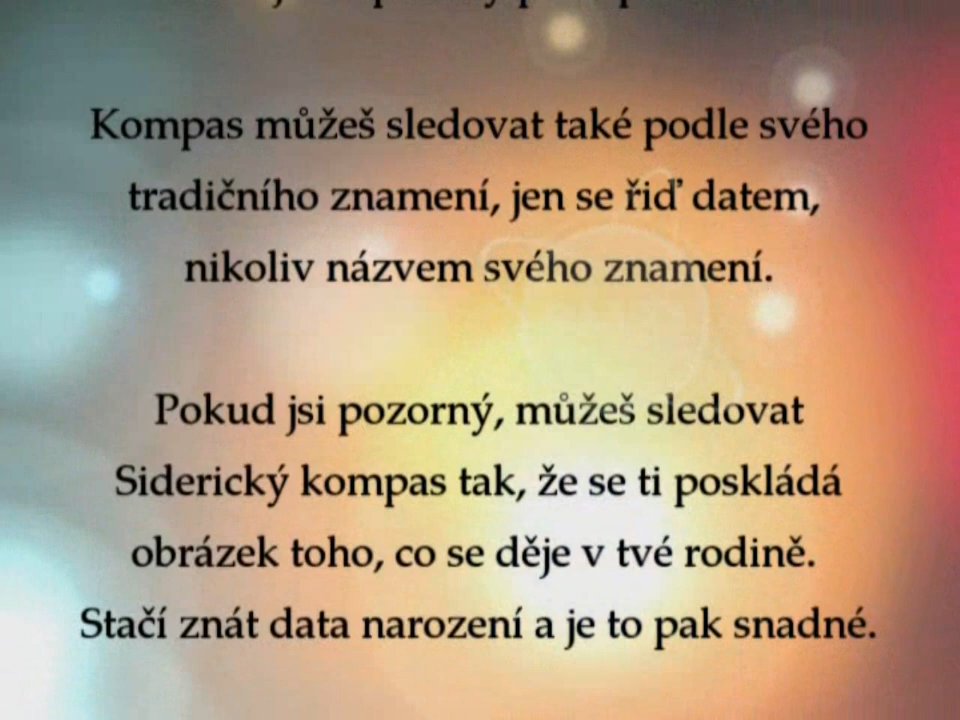 Kompas můžeš sledovat také podle svého
tradičního znamení, jen se řiď datem,
nikoliv názvem svého znamení.
Pokud jsi pozorný, můžeš sledovat
Siderický kompas tak, že se ti poskládá
obrázek toho, co se děje v tvé rodině.
Stačí znát data narození a je to pak snadné.